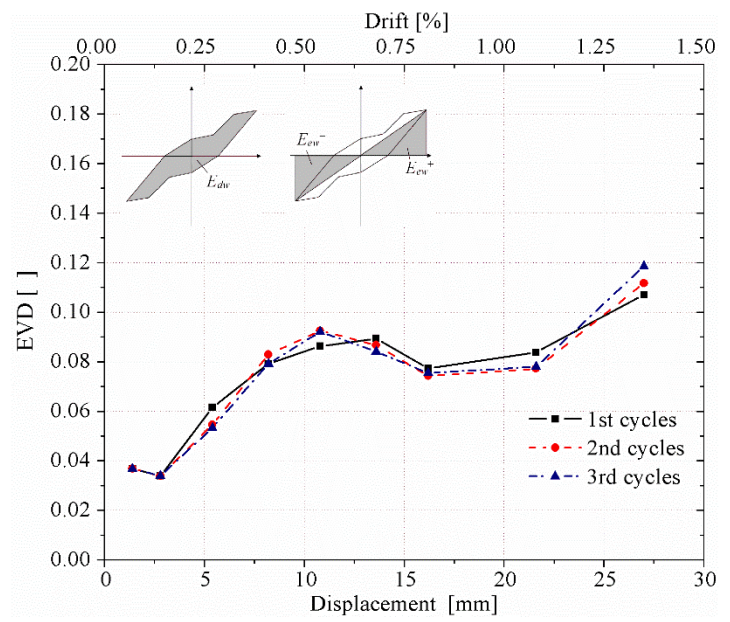 Drift [%]
0.00 0.25 0.50 0.75 1.00 1.25 1.50
0.20
0.18
0.16
0.14
0.12
0.10
0.08
0.06
0.04
0.02
0.00
EVD [ ]
E_dw
E_ew^-
E_ew^+
1st cycles
2nd cycles
3rd cycles
0 5 10 15 20 25 30
Displacement [mm]